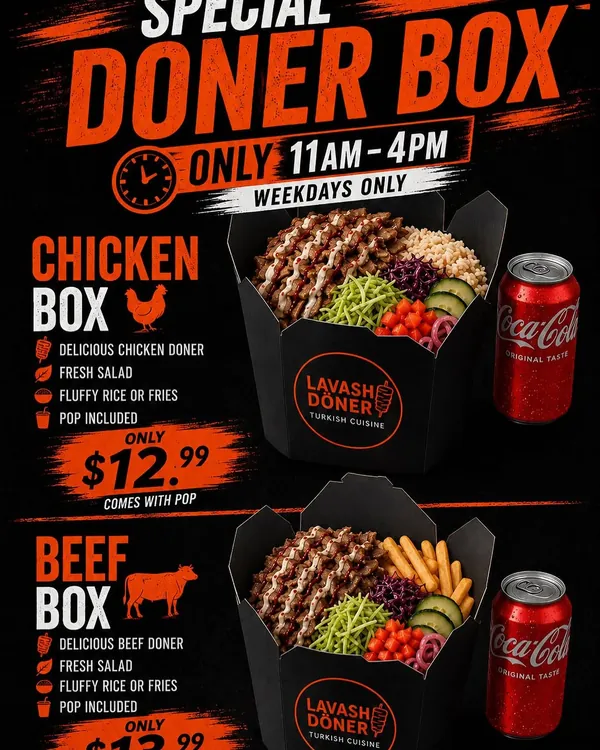 SPECIAL
DONER BOX
ONLY 11AM – 4PM
WEEKDAYS ONLY
CHICKEN
BOX
DELICIOUS CHICKEN DONER
FRESH SALAD
FLUFFY RICE OR FRIES
POP INCLUDED
ONLY
$12.99
COMES WITH POP
LAVASH
DÖNER
TURKISH CUISINE
Coca-Cola
ORIGINAL TASTE
BEEF
BOX
DELICIOUS BEEF DONER
FRESH SALAD
FLUFFY RICE OR FRIES
POP INCLUDED
ONLY
$13.99
LAVASH
DÖNER
TURKISH CUISINE
Coca-Cola
ORIGINAL TASTE